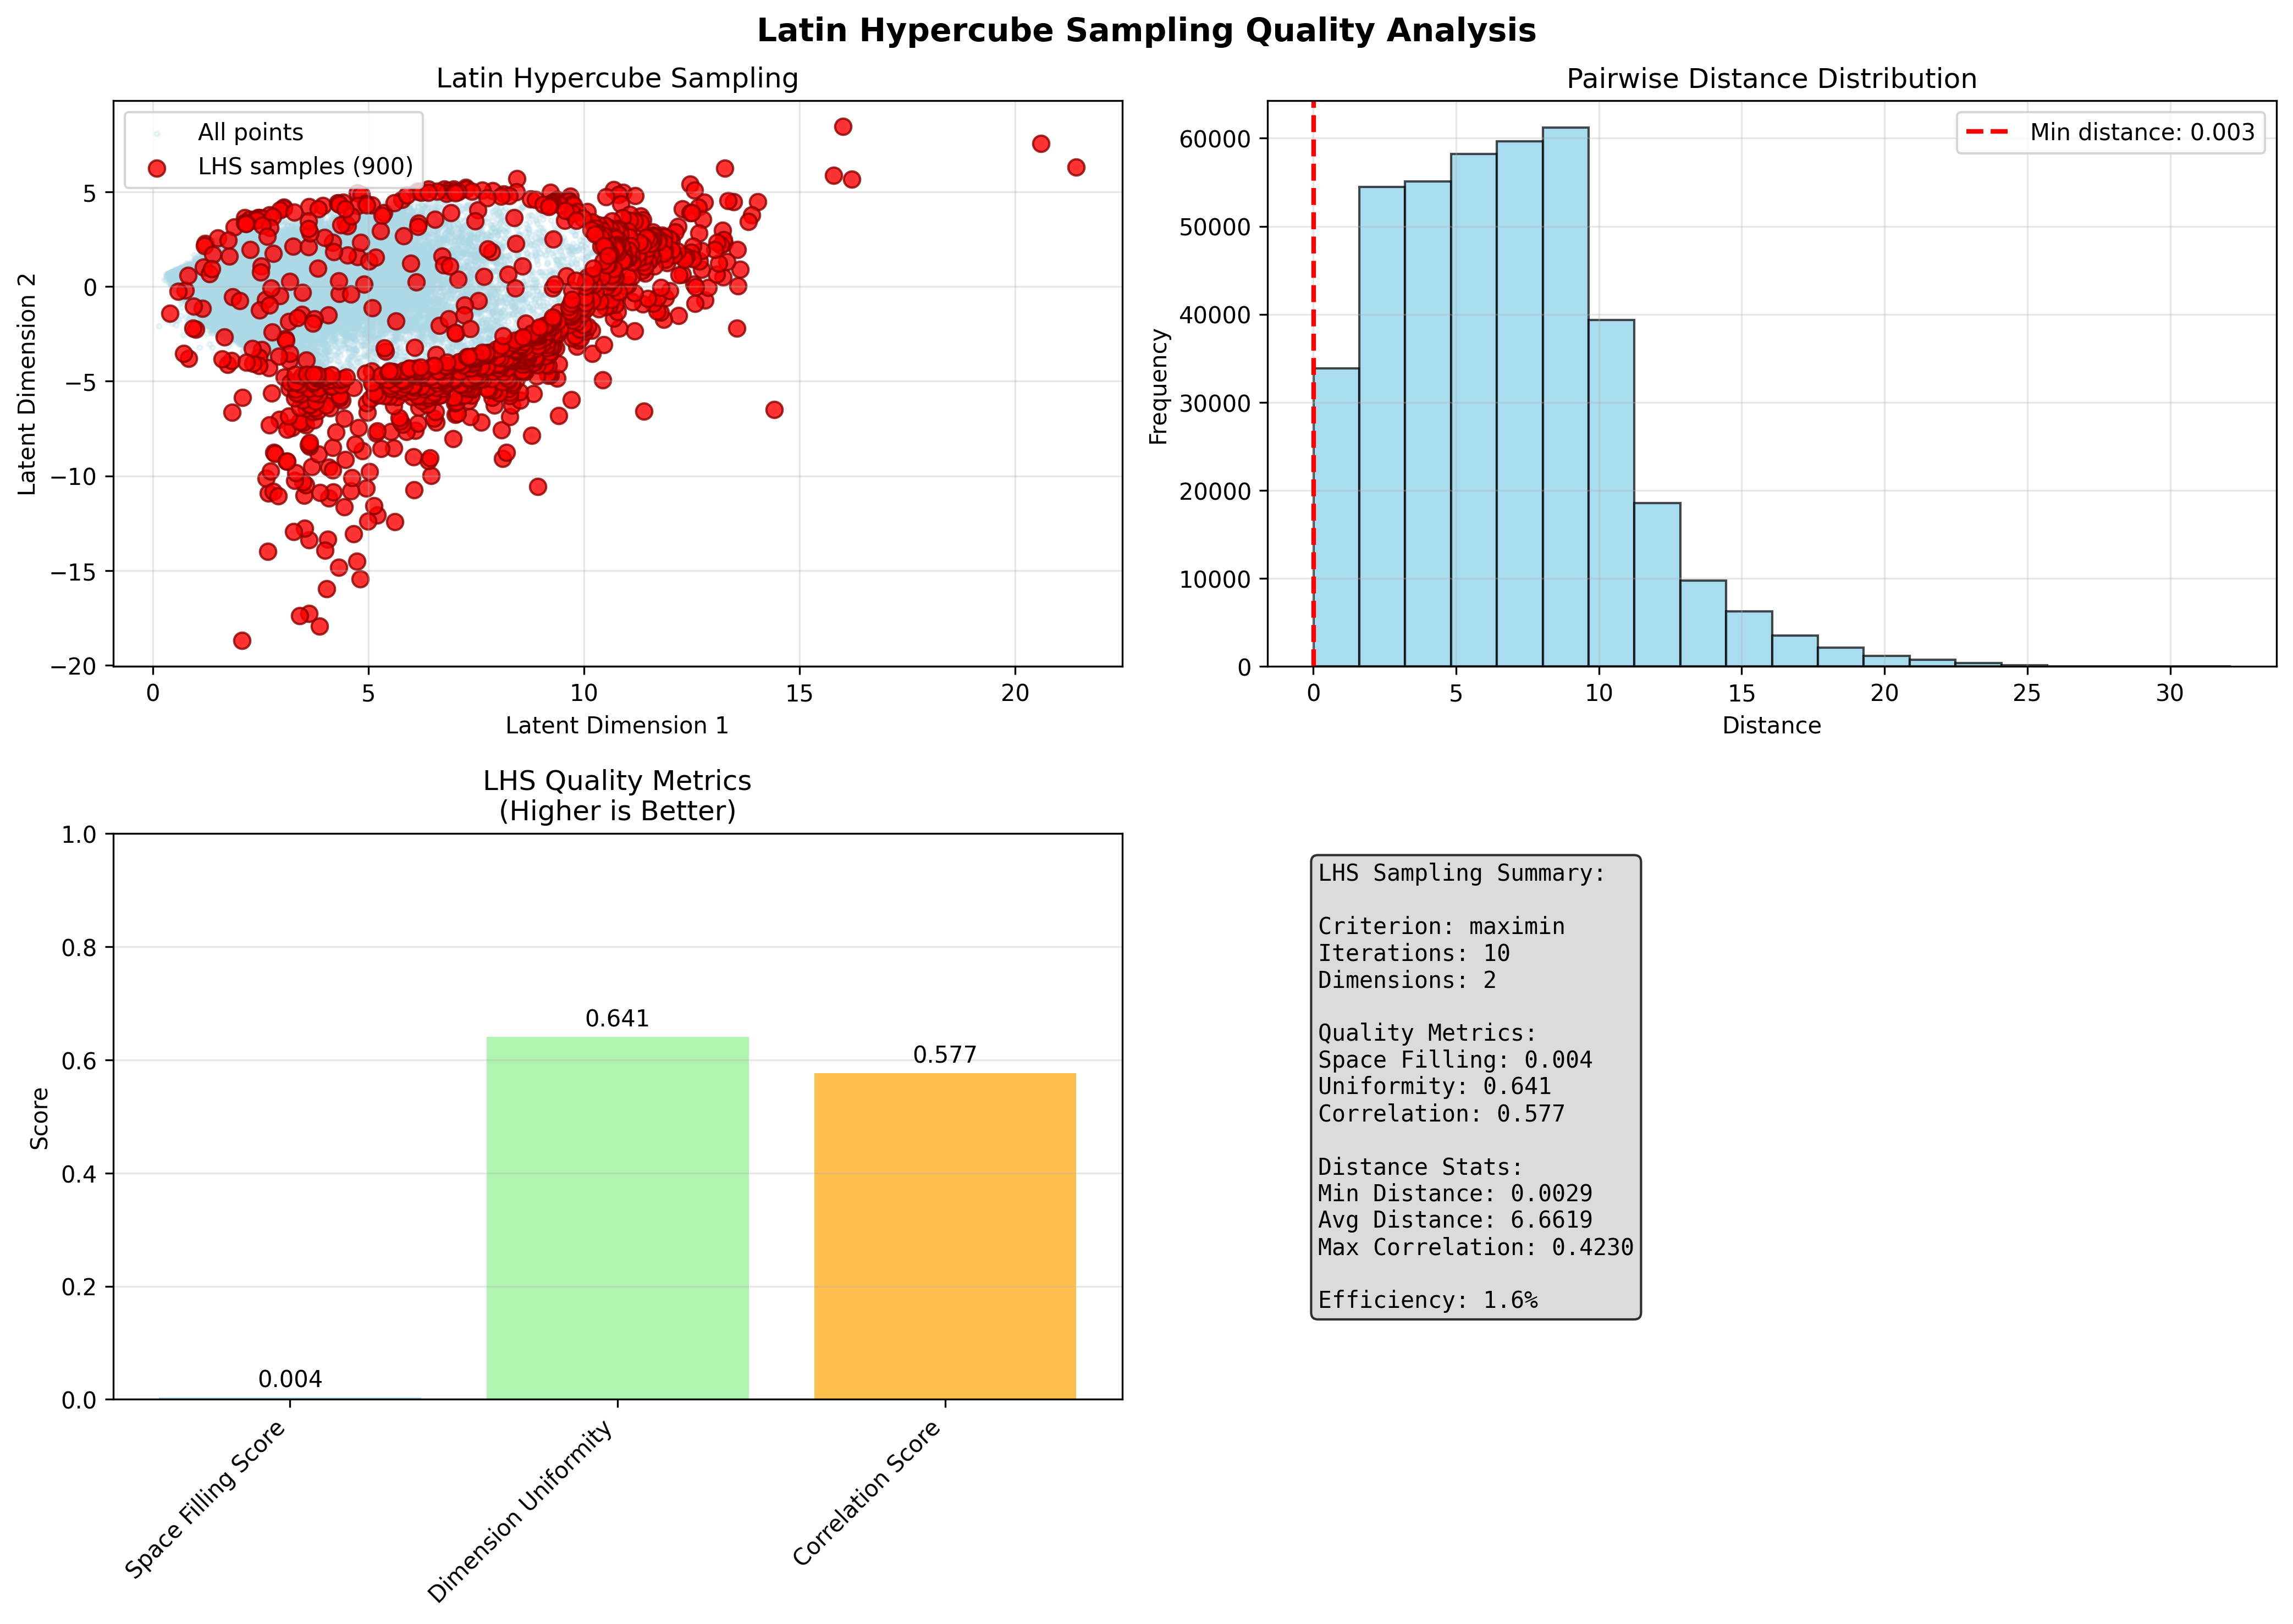 Latin Hypercube Sampling Quality Analysis
Latin Hypercube Sampling
All points
LHS samples (900)
Latent Dimension 2
5
0
−5
−10
−15
−20
0 5 10 15 20
Latent Dimension 1
Pairwise Distance Distribution
Min distance: 0.003
Frequency
60000
50000
40000
30000
20000
10000
0
0 5 10 15 20 25 30
Distance
LHS Quality Metrics
(Higher is Better)
Score
1.0
0.8
0.6
0.4
0.2
0.0
0.004
0.641
0.577
Space Filling Score
Dimension Uniformity
Correlation Score
LHS Sampling Summary:
Criterion: maximin
Iterations: 10
Dimensions: 2
Quality Metrics:
Space Filling: 0.004
Uniformity: 0.641
Correlation: 0.577
Distance Stats:
Min Distance: 0.0029
Avg Distance: 6.6619
Max Correlation: 0.4230
Efficiency: 1.6%